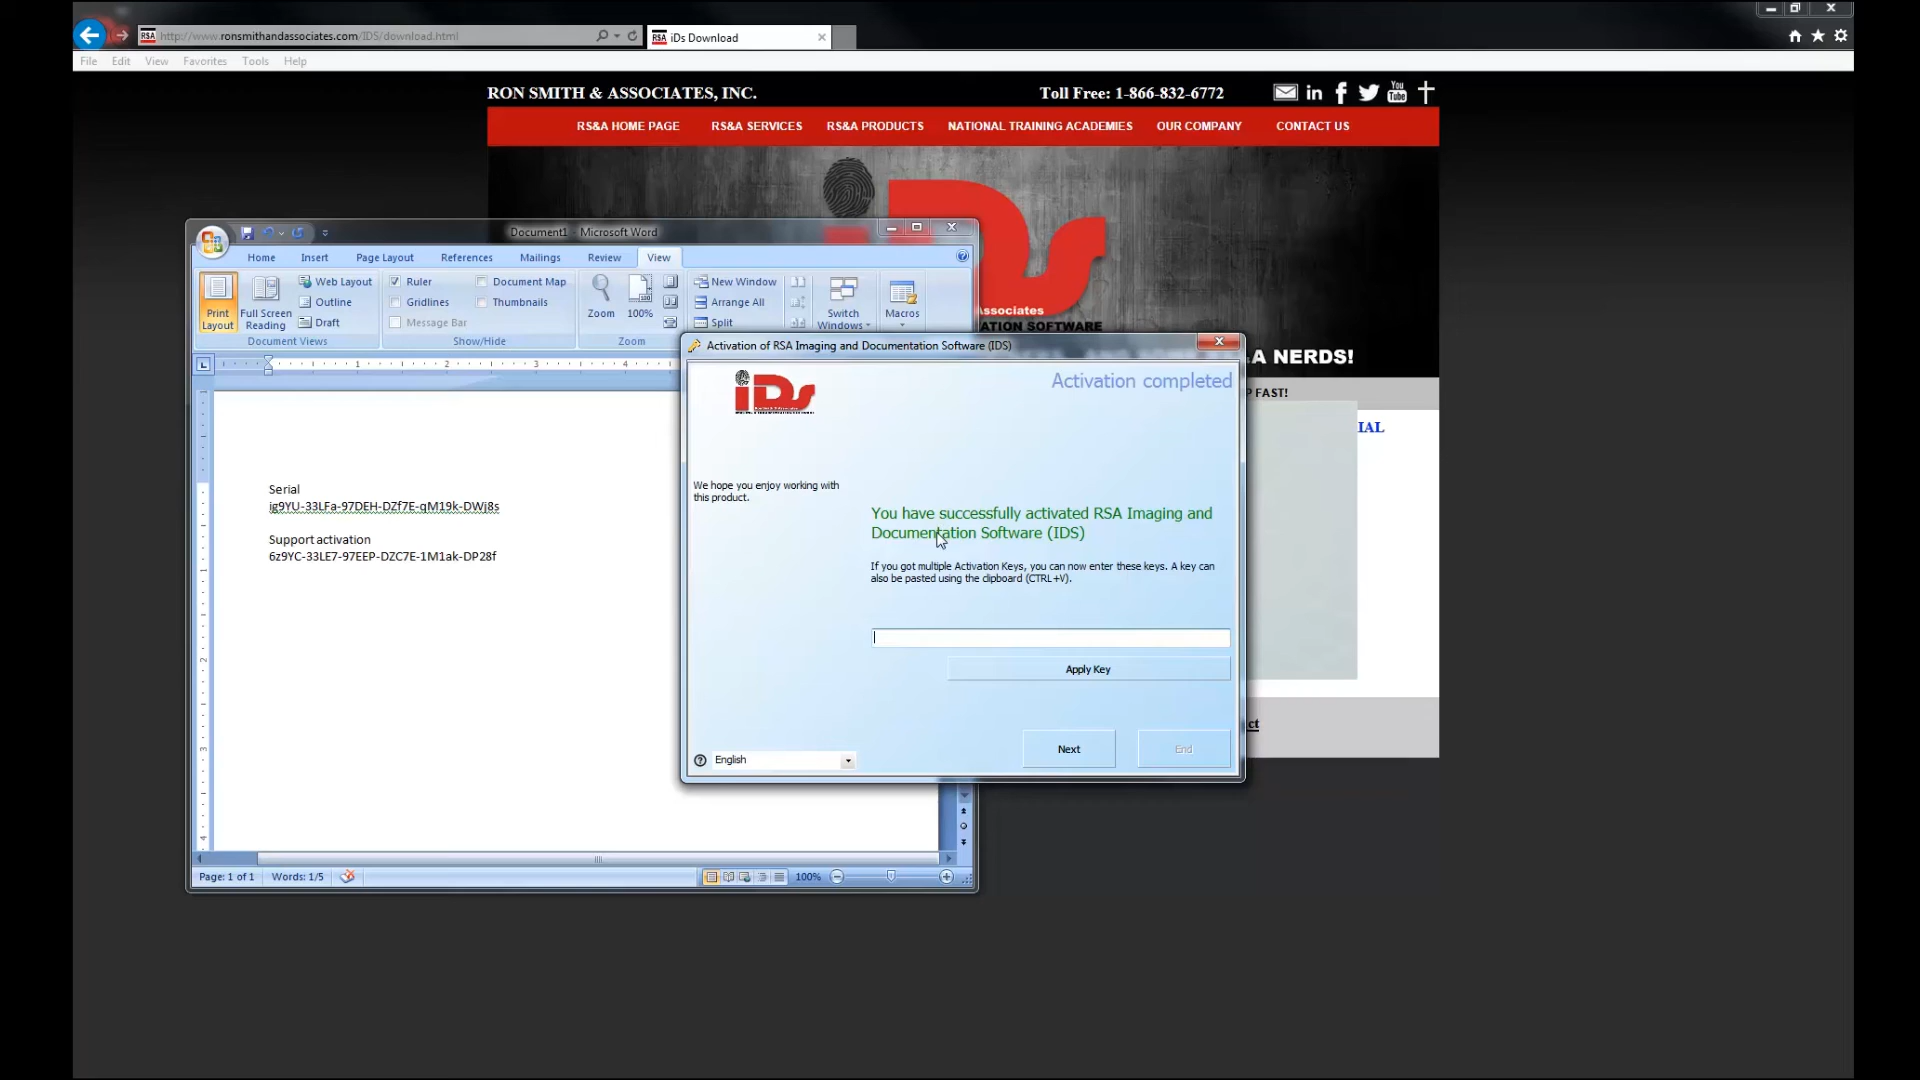 http://www.ronsmithandassociates.com/IDS/download.html
iDs Download
File Edit View Favorites Tools Help
RON SMITH & ASSOCIATES, INC.
Toll Free: 1-866-832-6772
RS&A HOME PAGE RS&A SERVICES RS&A PRODUCTS NATIONAL TRAINING ACADEMIES OUR COMPANY CONTACT US
iDs
Associates
ATION SOFTWARE
A NERDS!
P FAST!
IAL
ct
Document1 - Microsoft Word
Home Insert Page Layout References Mailings Review View
Print Layout
Full Screen Reading
Web Layout
Outline
Draft
Document Views
Ruler
Gridlines
Message Bar
Document Map
Thumbnails
Show/Hide
Zoom
100%
Zoom
New Window
Arrange All
Split
Switch Windows
Macros
Serial
ig9YU-33LFa-97DEH-DZf7E-qM19k-DWj8s
Support activation
6z9YC-33LE7-97EEP-DZC7E-1M1ak-DP28f
Page: 1 of 1 Words: 1/5
100%
Activation of RSA Imaging and Documentation Software (IDS)
iDs
Activation completed
We hope you enjoy working with
this product.
You have successfully activated RSA Imaging and
Documentation Software (IDS)
If you got multiple Activation Keys, you can now enter these keys. A key can
also be pasted using the clipboard (CTRL+V).
Apply Key
English
Next
End